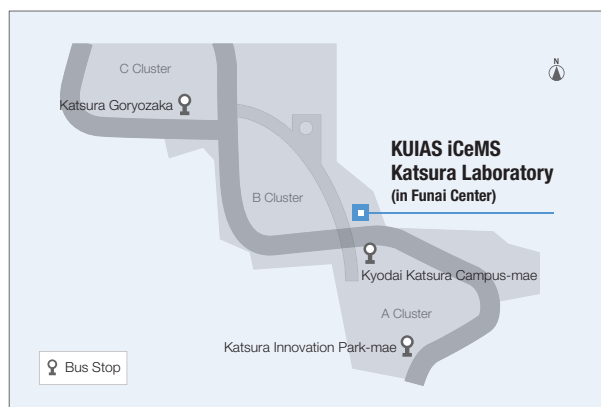 C Cluster
N
Katsura Goryozaka
KUIAS iCeMS
Katsura Laboratory
(in Funai Center)
B Cluster
Kyodai Katsura Campus-mae
A Cluster
Katsura Innovation Park-mae
Bus Stop